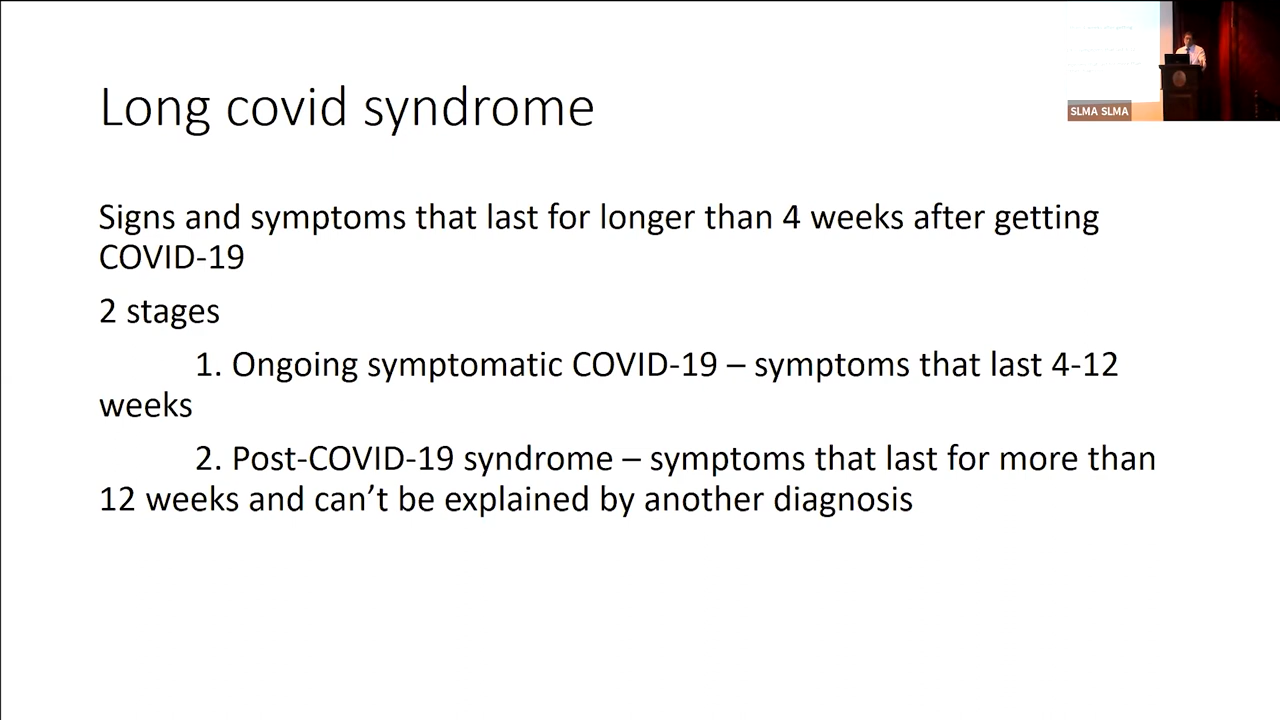 Long covid syndrome
SLMA SLMA
Signs and symptoms that last for longer than 4 weeks after getting
COVID-19
2 stages
1. Ongoing symptomatic COVID-19 – symptoms that last 4-12
weeks
2. Post-COVID-19 syndrome – symptoms that last for more than
12 weeks and can’t be explained by another diagnosis